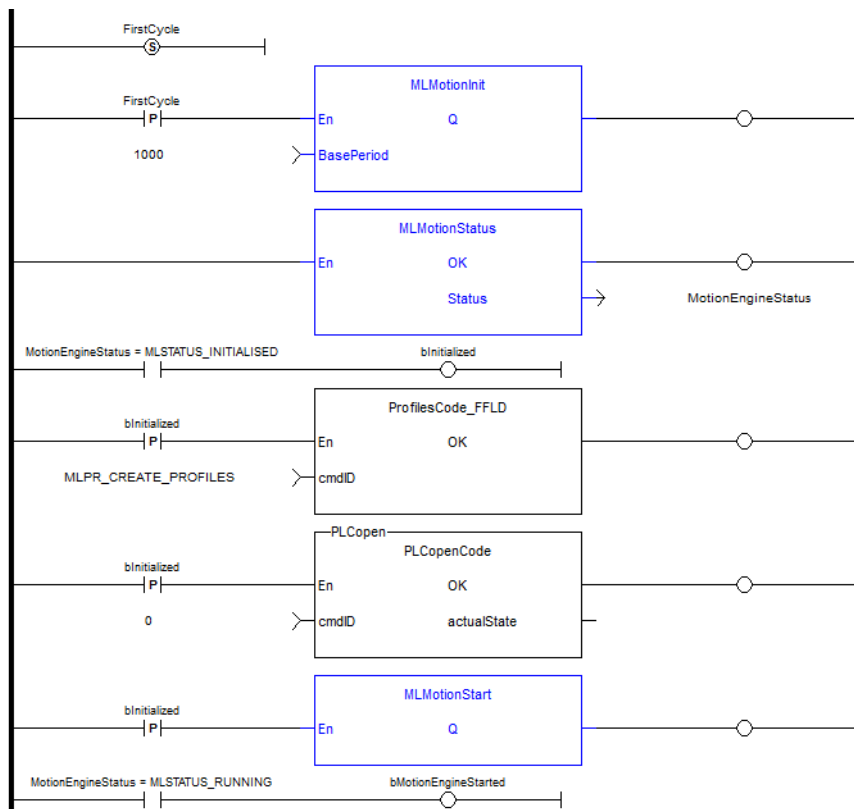 FirstCycle
S
MLMotionInit
FirstCycle
P
En Q
1000
BasePeriod
MLMotionStatus
En OK
Status
MotionEngineStatus
MotionEngineStatus = MLSTATUS_INITIALISED bInitialized
ProfilesCode_FFLD
bInitialized
P
En OK
MLPR_CREATE_PROFILES
cmdID
PLCopen
PLCopenCode
bInitialized
P
En OK
0
cmdID actualState
MLMotionStart
bInitialized
P
En Q
MotionEngineStatus = MLSTATUS_RUNNING bMotionEngineStarted